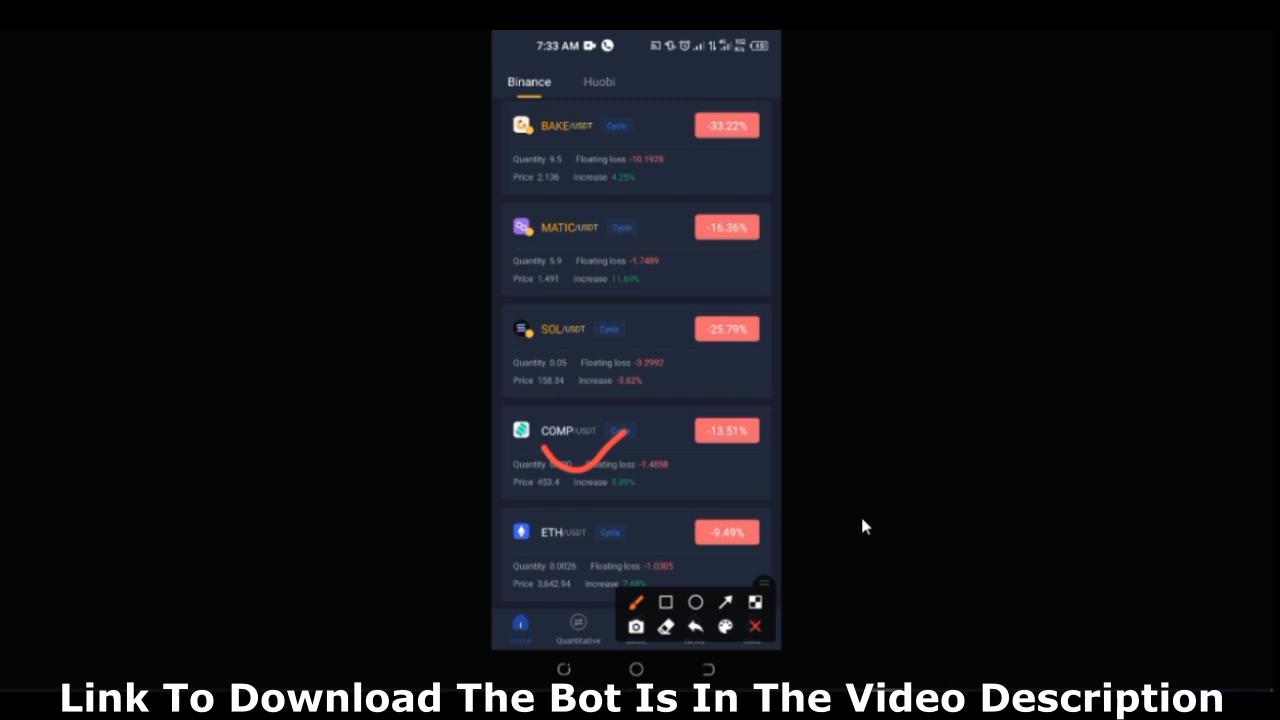 7:33 AM
Binance Huobi
BAKE/USDT Cycle -33.22%
Quantity 9.5 Floating loss -10.1928
Price 2.136 Increase 4.25%
MATIC/USDT Cycle -16.36%
Quantity 5.9 Floating loss -1.7489
Price 1.491 Increase 11.69%
SOL/USDT Cycle -25.79%
Quantity 0.05 Floating loss -3.2992
Price 158.34 Increase -3.62%
COMP/USDT -13.51%
Quantity loss -1.4858
Price 453.4 Increase 5.89%
ETH/USDT Cycle -9.49%
Quantity 0.0026 Floating loss -1.0305
Price 3,642.94 Increase 7.68%
Home Quantitative
Link To Download The Bot Is In The Video Description